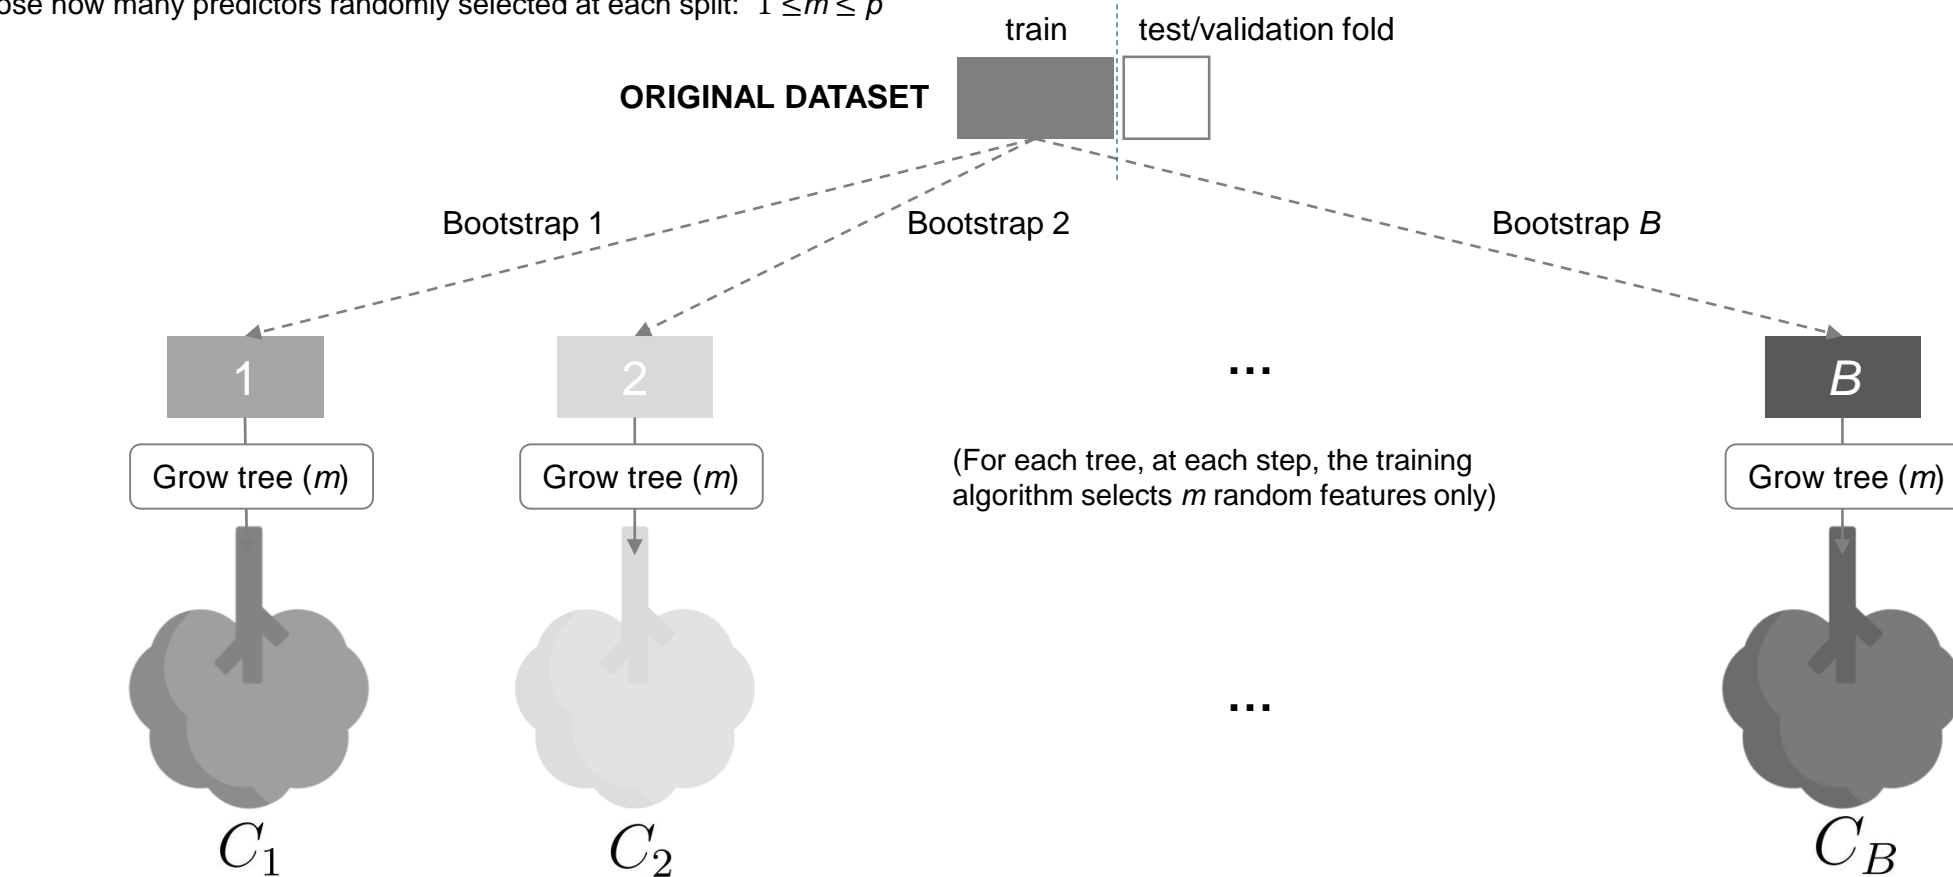 how many predictors randomly selected at each split: 1 ≤ m ≤ p
train
test/validation fold
ORIGINAL DATASET
Bootstrap 1
Bootstrap 2
Bootstrap B
1
2
...
B
Grow tree (m)
Grow tree (m)
(For each tree, at each step, the training
algorithm selects m random features only)
Grow tree (m)
...
C1
C2
CB